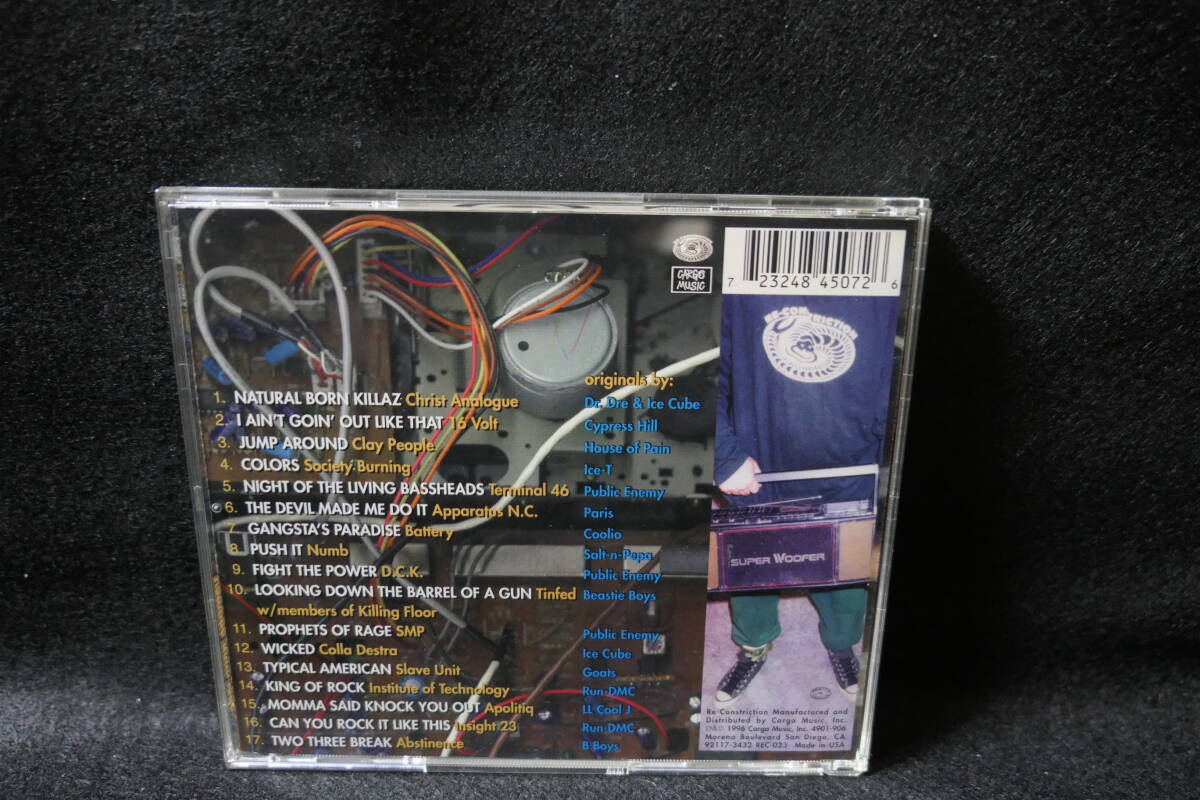 CARGO
MUSIC
7 23248 45072 6
RE-CONSTRICTION
SUPER WOOFER
originals by:
1. NATURAL BORN KILLAZ Christ Analogue Dr. Dre & Ice Cube
2. I AIN'T GOIN' OUT LIKE THAT 16 Volt Cypress Hill
3. JUMP AROUND Clay People House of Pain
4. COLORS Society Burning Ice-T
5. NIGHT OF THE LIVING BASSHEADS Terminal 46 Public Enemy
6. THE DEVIL MADE ME DO IT Apparatus N.C. Paris
7. GANGSTA'S PARADISE Battery Coolio
8. PUSH IT Numb Salt-n-Pepa
9. FIGHT THE POWER D.C.K. Public Enemy
10. LOOKING DOWN THE BARREL OF A GUN Tinfed Beastie Boys
w/members of Killing Floor
11. PROPHETS OF RAGE SMP Public Enemy
12. WICKED Colla Destra Ice Cube
13. TYPICAL AMERICAN Slave Unit Goats
14. KING OF ROCK Institute of Technology Run DMC
15. MOMMA SAID KNOCK YOU OUT Apolitiq LL Cool J
16. CAN YOU ROCK IT LIKE THIS Insight 23 Run DMC
17. TWO THREE BREAK Abstinence B Boys
Re-Constriction Manufactured and
Distributed by Cargo Music, Inc.
℗© 1996 Cargo Music, Inc. 4901-906
Morena Boulevard San Diego, CA
92117-3432 REC-023 Made in USA